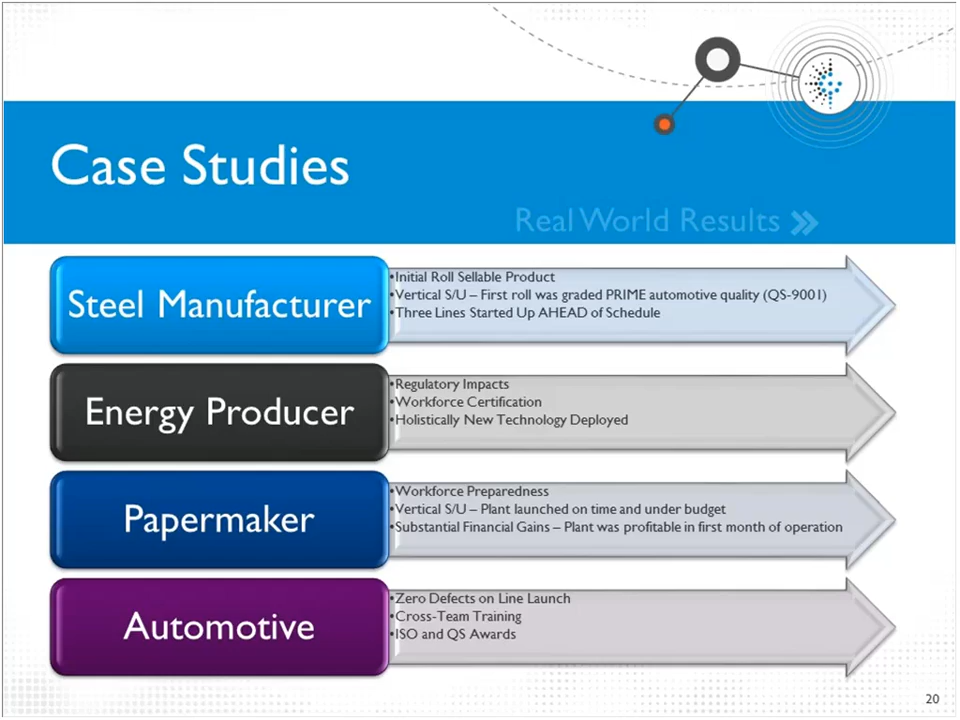 Case Studies
Real World Results
Steel Manufacturer
•Initial Roll Sellable Product
•Vertical S/U – First roll was graded PRIME automotive quality (QS-9001)
•Three Lines Started Up AHEAD of Schedule
Energy Producer
•Regulatory Impacts
•Workforce Certification
•Holistically New Technology Deployed
Papermaker
•Workforce Preparedness
•Vertical S/U – Plant launched on time and under budget
•Substantial Financial Gains – Plant was profitable in first month of operation
Automotive
•Zero Defects on Line Launch
•Cross-Team Training
•ISO and QS Awards
20